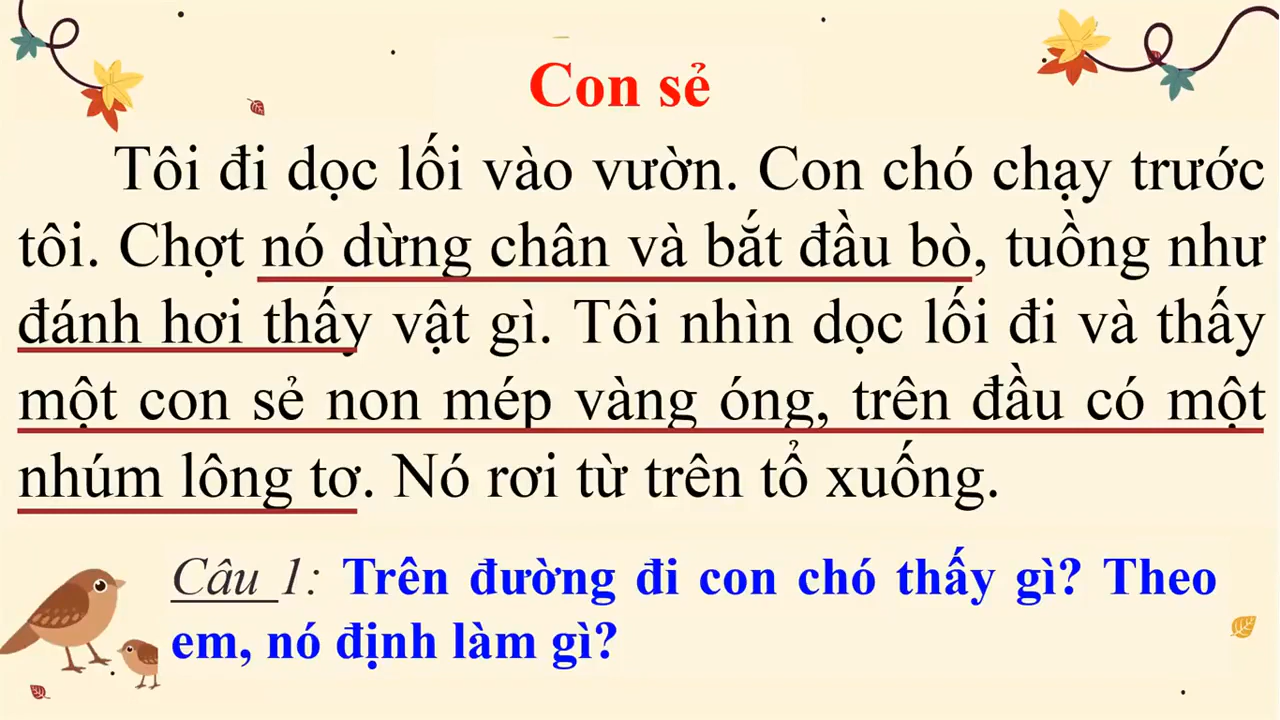 Con sẻ
Tôi đi dọc lối vào vườn. Con chó chạy trước
tôi. Chợt nó dừng chân và bắt đầu bò, tuồng như
đánh hơi thấy vật gì. Tôi nhìn dọc lối đi và thấy
một con sẻ non mép vàng óng, trên đầu có một
nhúm lông tơ. Nó rơi từ trên tổ xuống.
Câu 1: Trên đường đi con chó thấy gì? Theo
em, nó định làm gì?